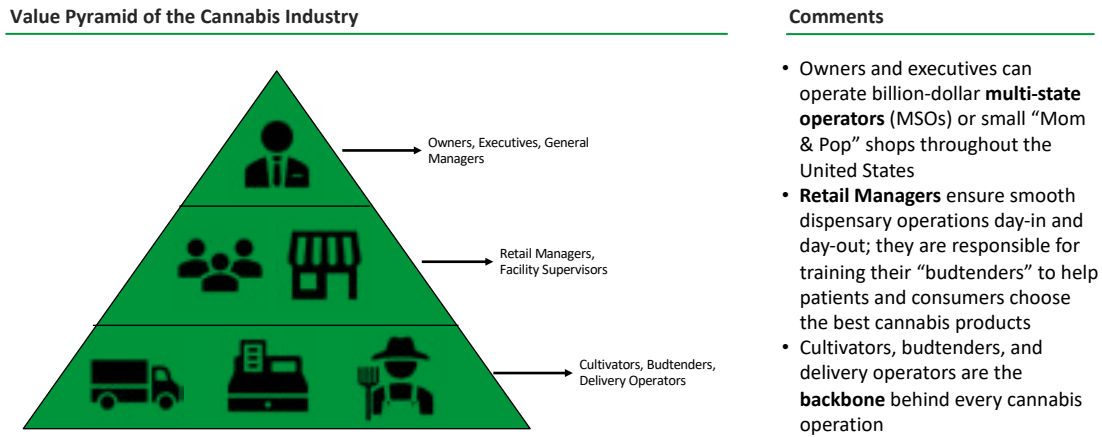 Value Pyramid of the Cannabis Industry
Owners, Executives, General
Managers
Retail Managers,
Facility Supervisors
Cultivators, Budtenders,
Delivery Operators
Comments
• Owners and executives can
operate billion-dollar multi-state
operators (MSOs) or small “Mom
& Pop” shops throughout the
United States
• Retail Managers ensure smooth
dispensary operations day-in and
day-out; they are responsible for
training their “budtenders” to help
patients and consumers choose
the best cannabis products
• Cultivators, budtenders, and
delivery operators are the
backbone behind every cannabis
operation